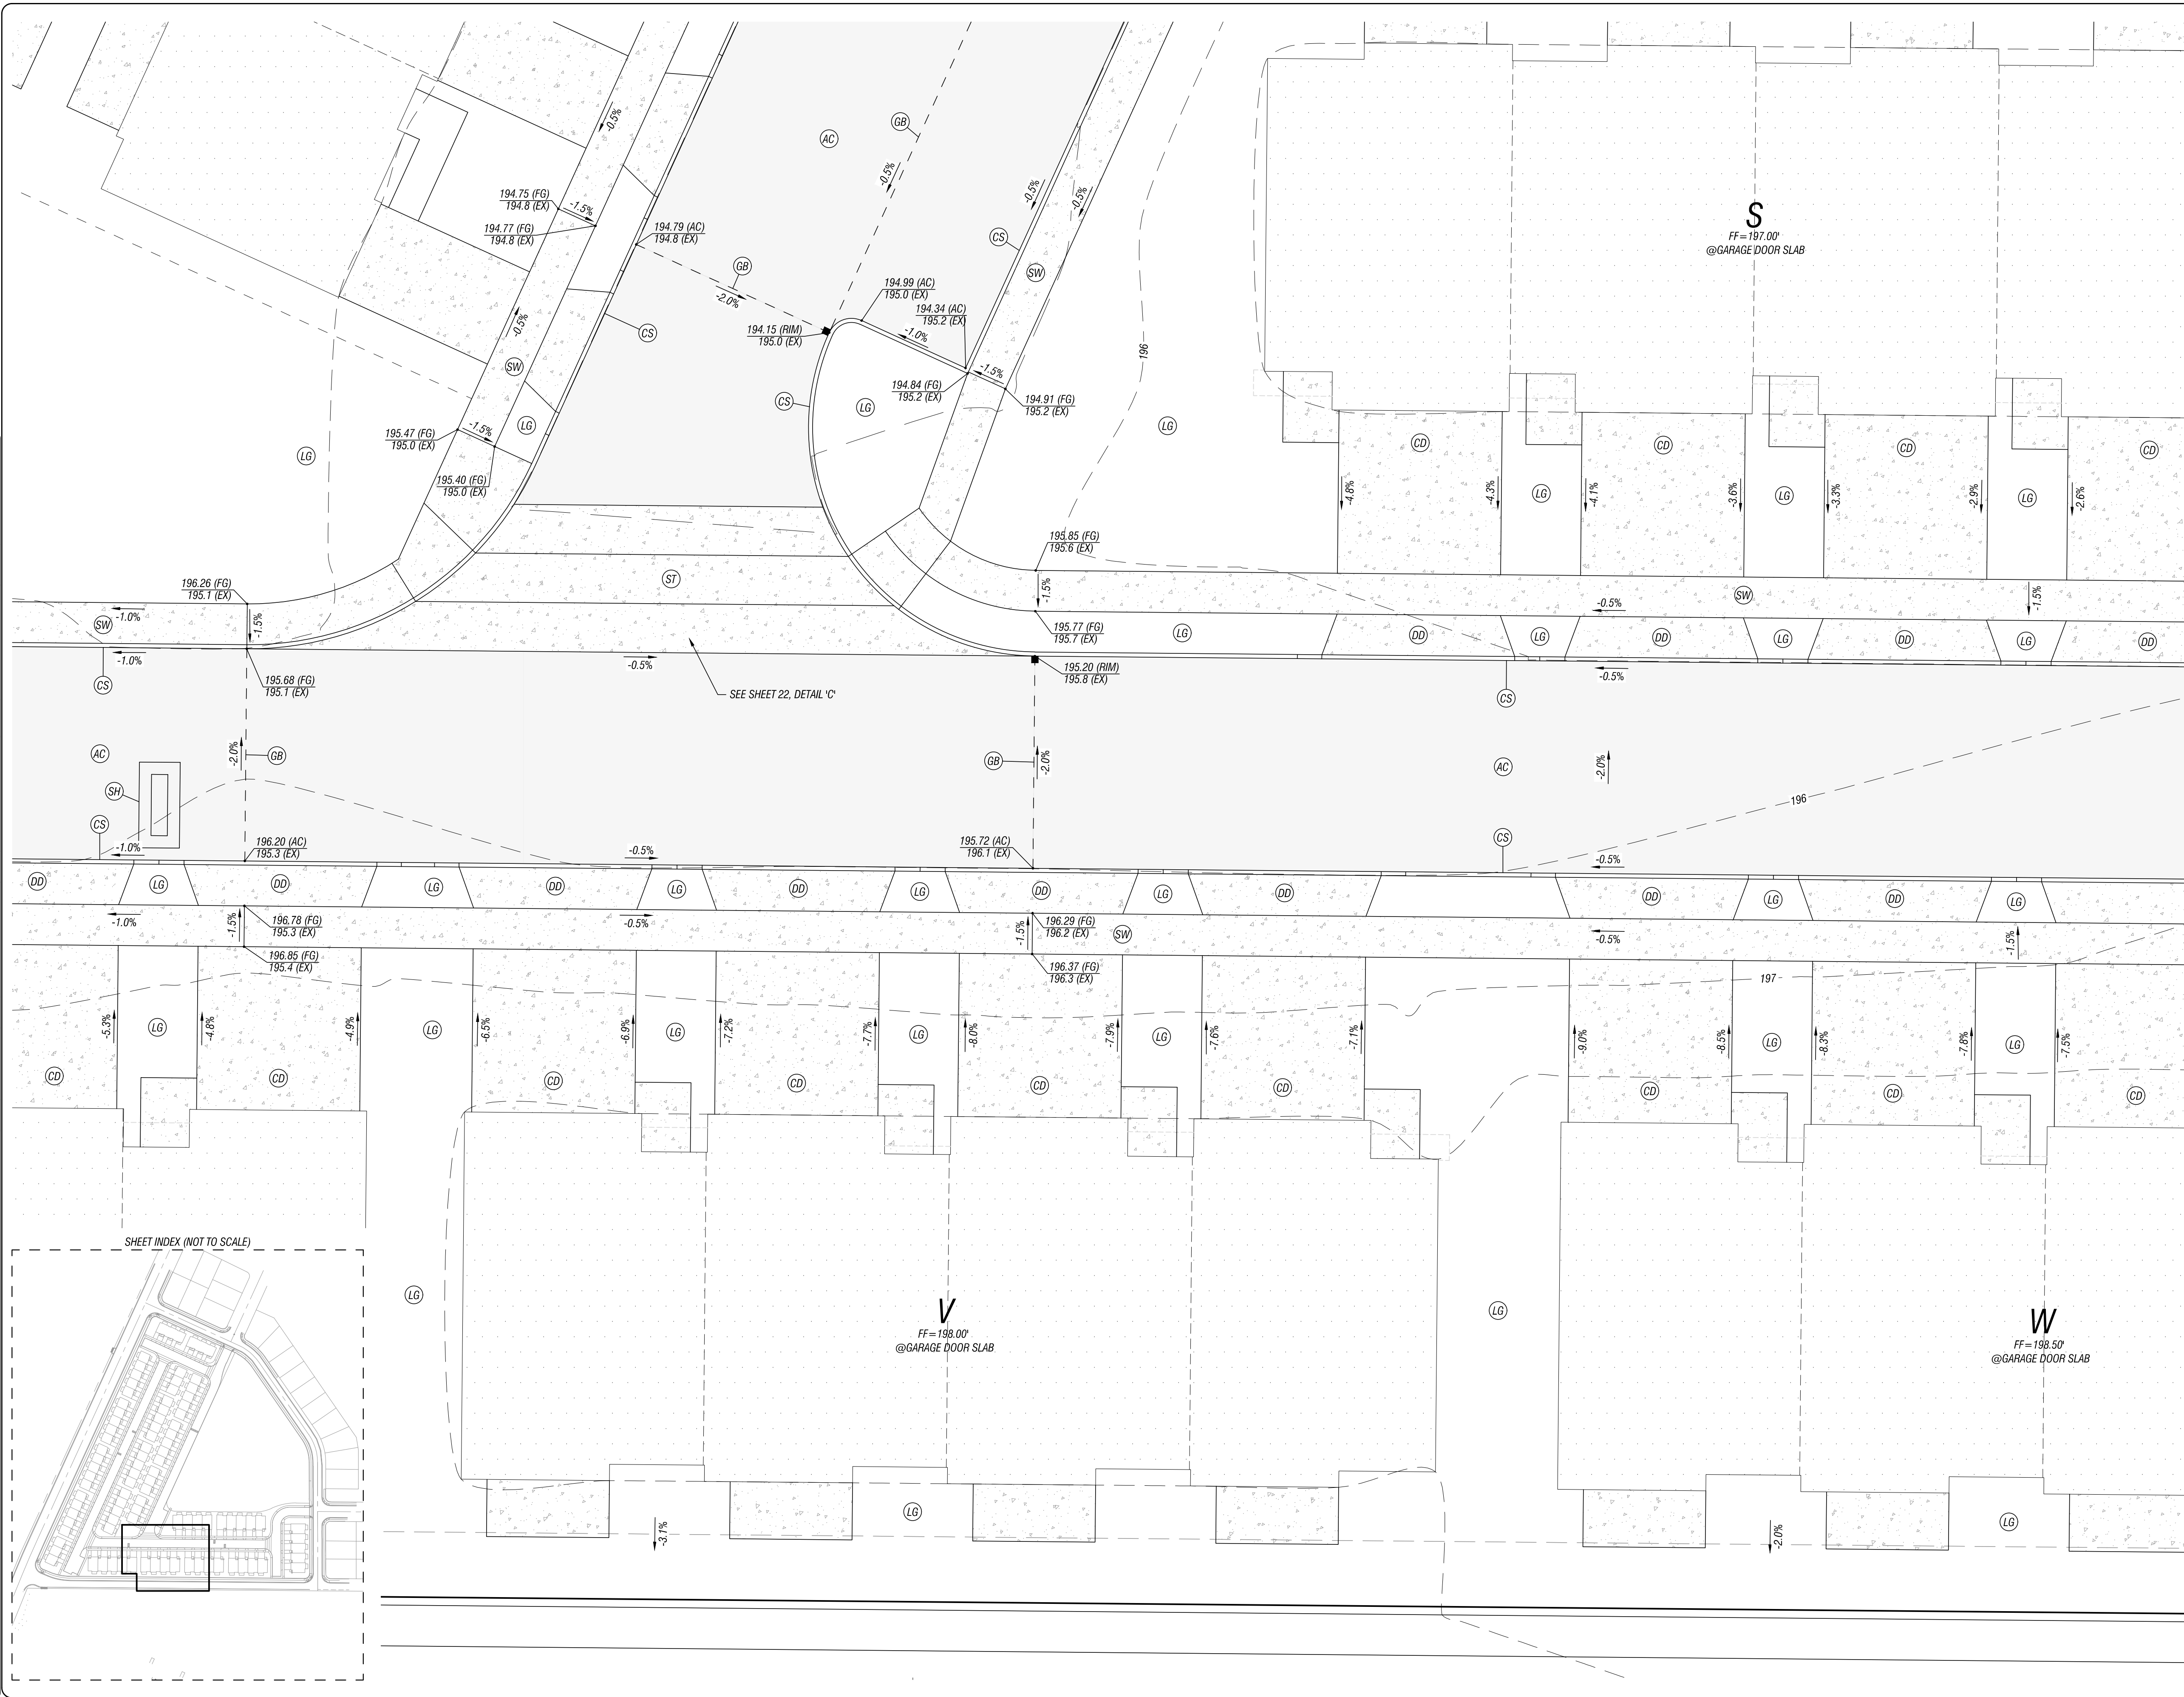 -0.5%
AC
GB
-0.5%
-0.5%
-0.5%
194.75 (FG)
194.8 (EX)
-1.5%
194.77 (FG)
194.8 (EX)
194.79 (AC)
194.8 (EX)
S
FF=197.00'
@GARAGE DOOR SLAB
CS
SW
GB
-2.0%
194.99 (AC)
195.0 (EX)
194.34 (AC)
195.2 (EX)
-0.5%
CS
194.15 (RIM)
195.0 (EX)
-1.0%
196
SW
-1.5%
194.84 (FG)
195.2 (EX)
194.91 (FG)
195.2 (EX)
CS
LG
LG
LG
195.47 (FG)
195.0 (EX)
-1.5%
LG
195.40 (FG)
195.0 (EX)
CD
CD
CD
CD
-4.8%
-4.3%
LG
-4.1%
-3.6%
LG
-3.3%
-2.9%
LG
-2.6%
195.85 (FG)
195.6 (EX)
196.26 (FG)
195.1 (EX)
ST
-1.5%
SW
-1.5%
-1.0%
SW
-1.5%
-0.5%
195.77 (FG)
195.7 (EX)
LG
DD
LG
DD
LG
DD
LG
DD
-1.0%
-0.5%
195.20 (RIM)
195.8 (EX)
-0.5%
CS
195.68 (FG)
195.1 (EX)
SEE SHEET 22, DETAIL 'C'
CS
AC
-2.0%
GB
GB
-2.0%
AC
-2.0%
SH
196
CS
CS
-1.0%
196.20 (AC)
195.3 (EX)
-0.5%
195.72 (AC)
196.1 (EX)
-0.5%
DD
LG
DD
LG
DD
LG
DD
LG
DD
LG
DD
DD
LG
DD
LG
-1.0%
-1.5%
196.78 (FG)
195.3 (EX)
-0.5%
-1.5%
196.29 (FG)
196.2 (EX)
SW
-0.5%
-1.5%
196.85 (FG)
195.4 (EX)
196.37 (FG)
196.3 (EX)
197
-5.3%
LG
-4.8%
-4.9%
LG
-6.5%
-6.9%
LG
-7.2%
-7.7%
LG
-8.0%
-7.9%
LG
-7.6%
-7.1%
-9.0%
-8.5%
LG
-8.3%
-7.8%
LG
-7.5%
CD
CD
CD
CD
CD
CD
CD
CD
CD
SHEET INDEX (NOT TO SCALE)
LG
V
FF=198.00'
@GARAGE DOOR SLAB
LG
W
FF=198.50'
@GARAGE DOOR SLAB
LG
-3.1%
LG
-2.0%